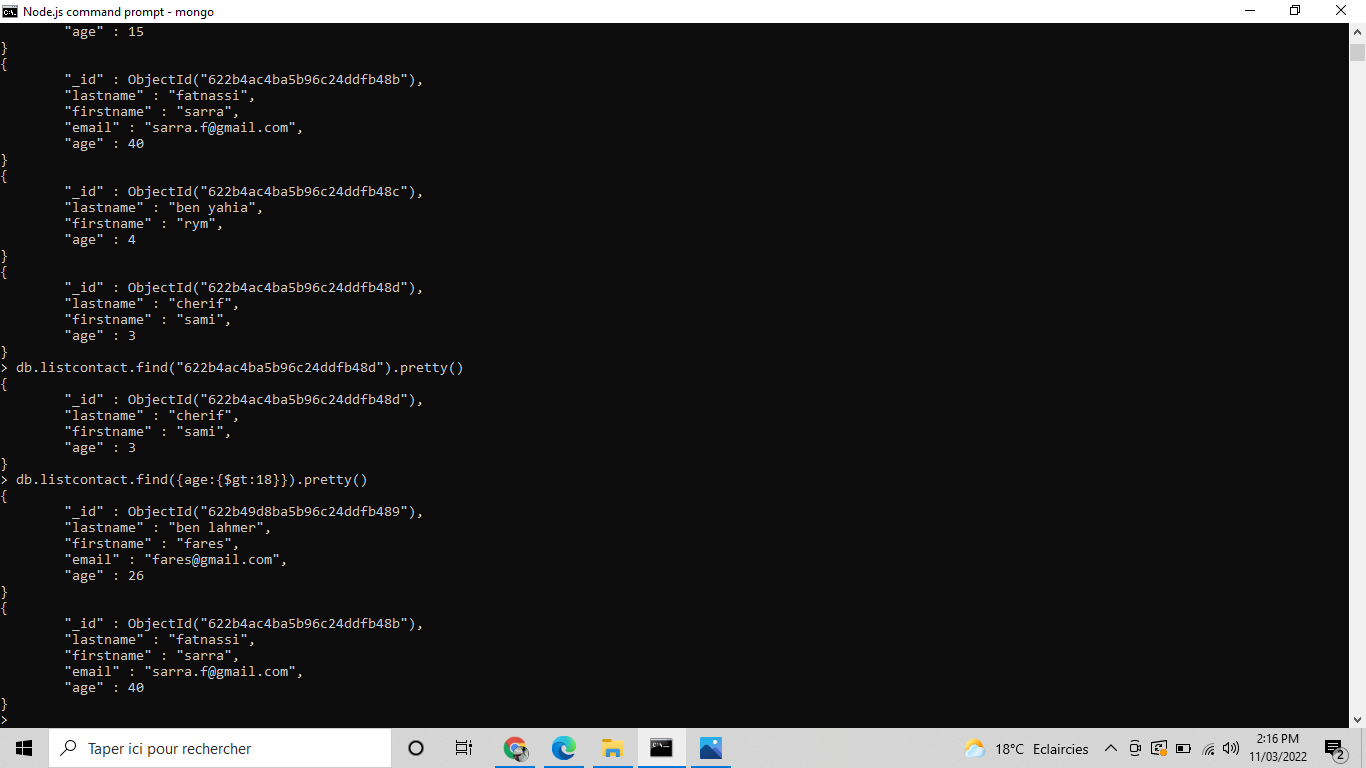 Node.js command prompt - mongo
"age" : 15
}
{
"_id" : ObjectId("622b4ac4ba5b96c24ddfb48b"),
"lastname" : "fatnassi",
"firstname" : "sarra",
"email" : "sarra.f@gmail.com",
"age" : 40
}
{
"_id" : ObjectId("622b4ac4ba5b96c24ddfb48c"),
"lastname" : "ben yahia",
"firstname" : "rym",
"age" : 4
}
{
"_id" : ObjectId("622b4ac4ba5b96c24ddfb48d"),
"lastname" : "cherif",
"firstname" : "sami",
"age" : 3
}
> db.listcontact.find("622b4ac4ba5b96c24ddfb48d").pretty()
{
"_id" : ObjectId("622b4ac4ba5b96c24ddfb48d"),
"lastname" : "cherif",
"firstname" : "sami",
"age" : 3
}
> db.listcontact.find({age:{$gt:18}}).pretty()
{
"_id" : ObjectId("622b49d8ba5b96c24ddfb489"),
"lastname" : "ben lahmer",
"firstname" : "fares",
"email" : "fares@gmail.com",
"age" : 26
}
{
"_id" : ObjectId("622b4ac4ba5b96c24ddfb48b"),
"lastname" : "fatnassi",
"firstname" : "sarra",
"email" : "sarra.f@gmail.com",
"age" : 40
}
>
Taper ici pour rechercher
18°C Eclaircies
2:16 PM
11/03/2022
2